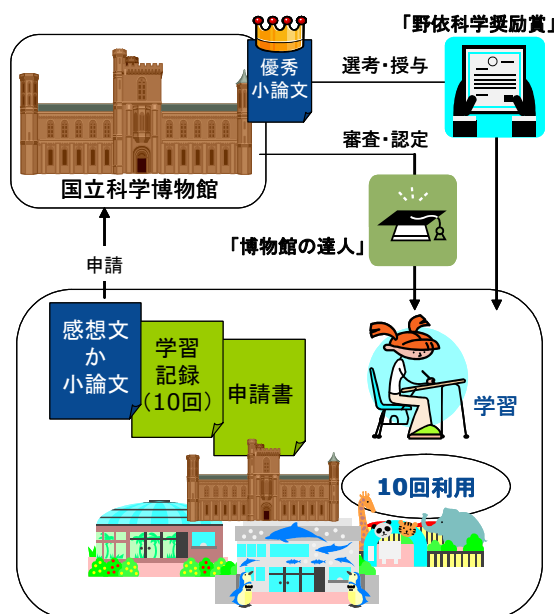 「野依科学奨励賞」
優秀
小論文
選考・授与
審査・認定
国立科学博物館
「博物館の達人」
申請
感想文
か
小論文
学習
記録
(10回)
申請書
学習
10回利用